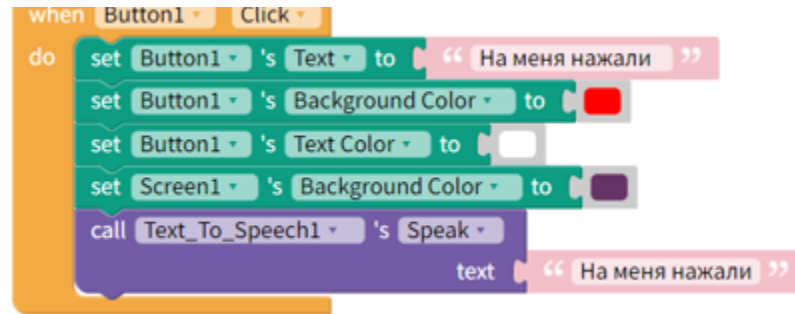 when Button1 Click
do set Button1 's Text to “ На меня нажали ”
set Button1 's Background Color to
set Button1 's Text Color to
set Screen1 's Background Color to
call Text_To_Speech1 's Speak
text “ На меня нажали ”